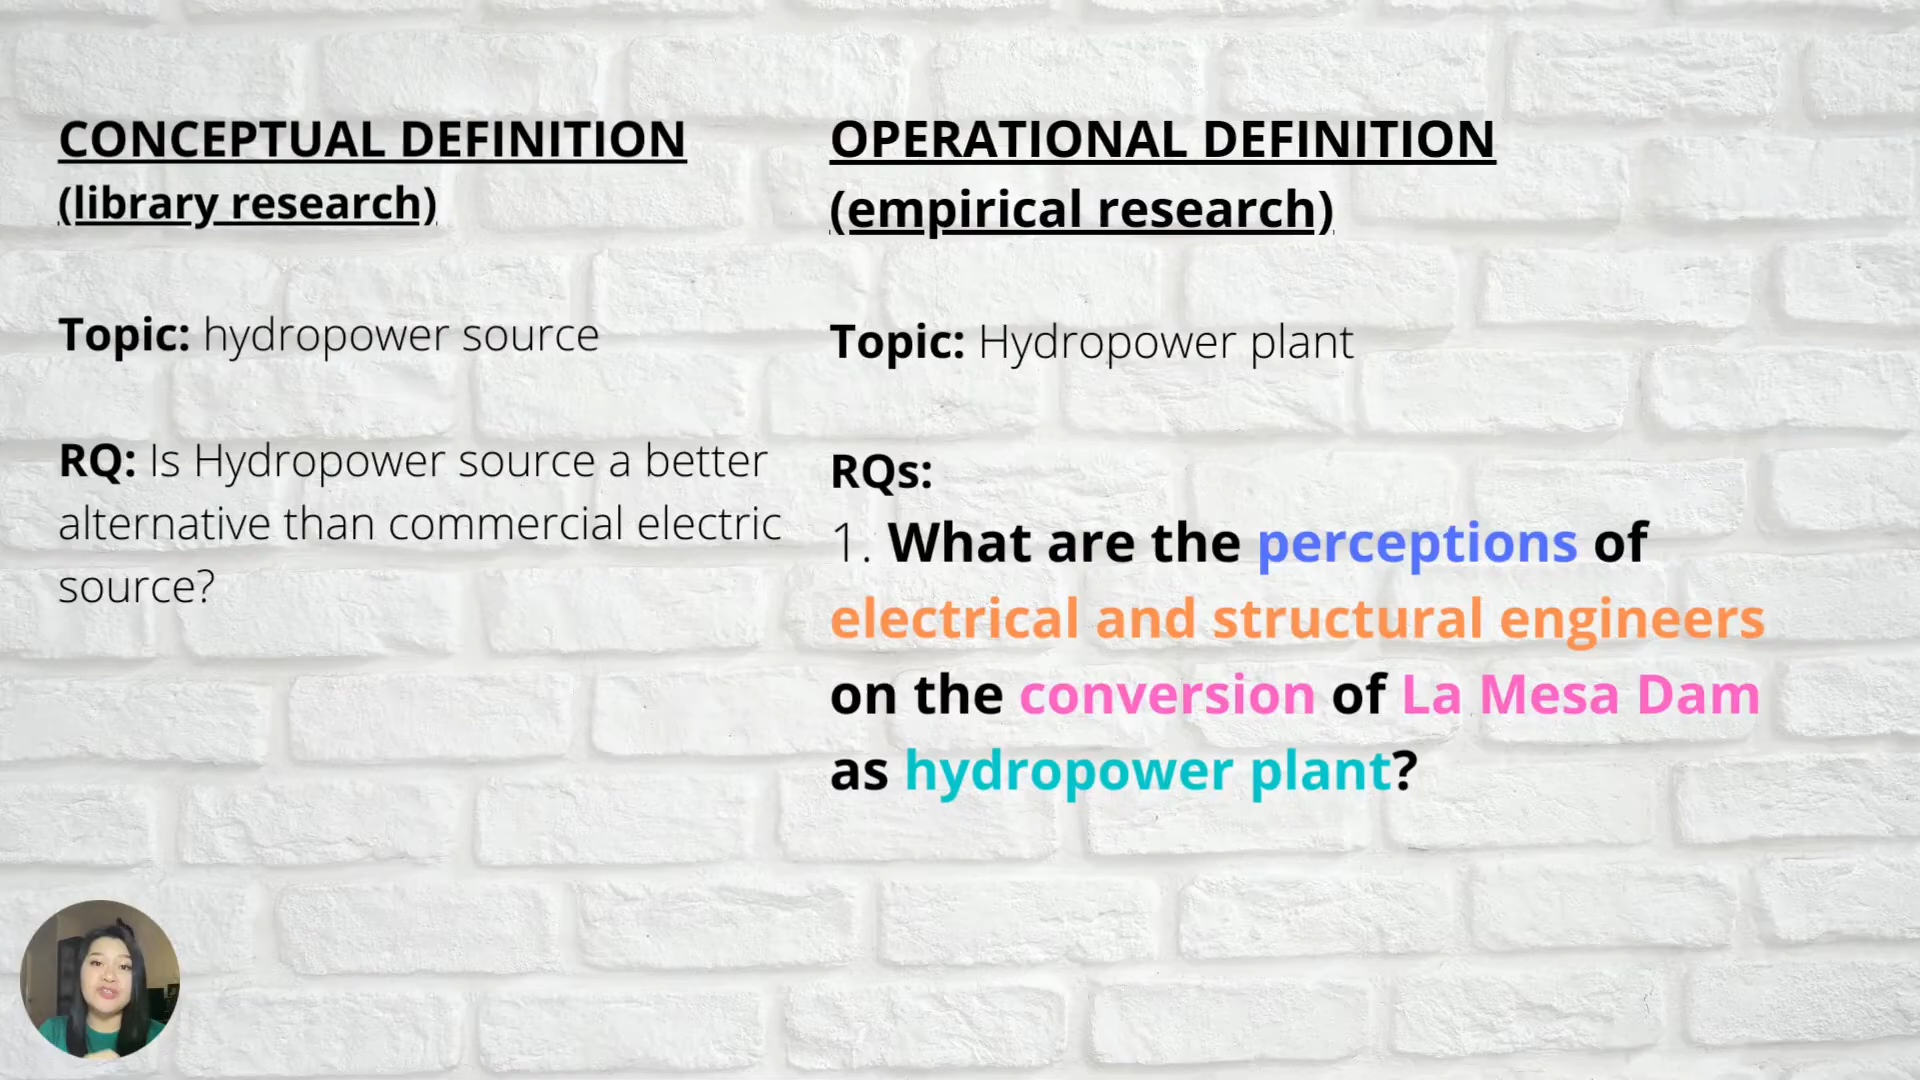 CONCEPTUAL DEFINITION
(library research)
Topic: hydropower source
RQ: Is Hydropower source a better
alternative than commercial electric
source?
OPERATIONAL DEFINITION
(empirical research)
Topic: Hydropower plant
RQs:
1. What are the perceptions of
electrical and structural engineers
on the conversion of La Mesa Dam
as hydropower plant?